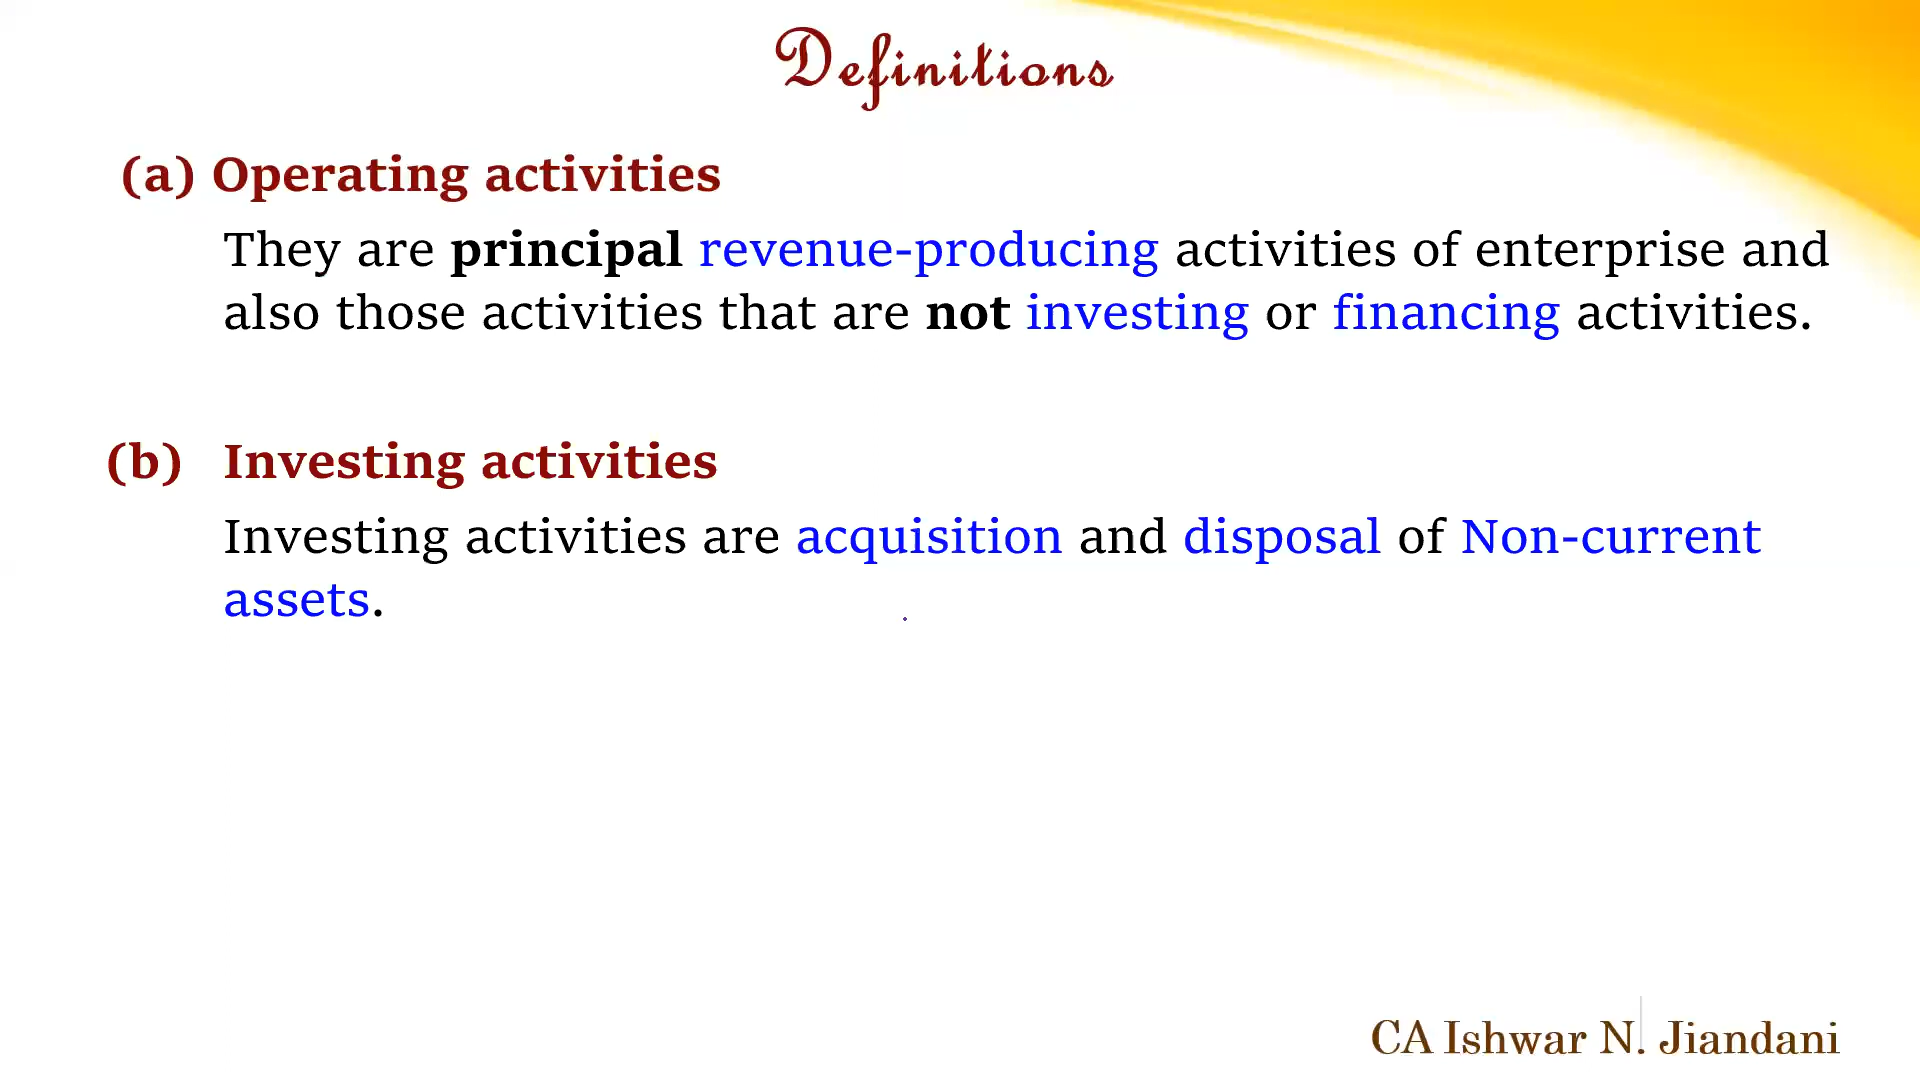 Definitions
(a) Operating activities
They are principal revenue-producing activities of enterprise and
also those activities that are not investing or financing activities.
(b) Investing activities
Investing activities are acquisition and disposal of Non-current
assets.
CA Ishwar N. Jiandani